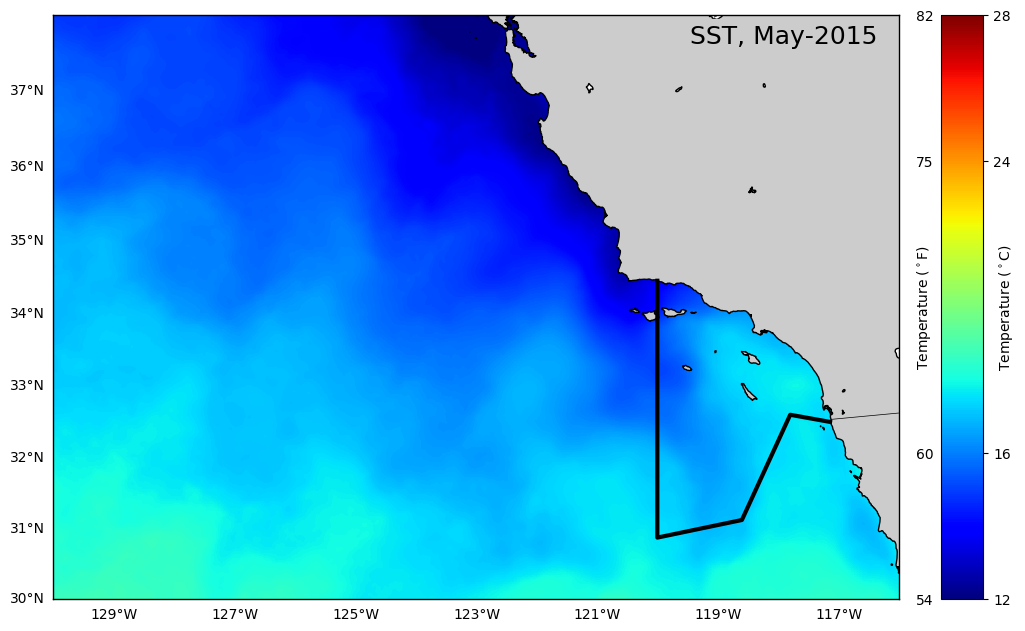 SST, May-2015
37°N
36°N
35°N
34°N
33°N
32°N
31°N
30°N
129°W
127°W
125°W
123°W
121°W
119°W
117°W
82
75
60
54
Temperature (°F)
28
24
16
12
Temperature (°C)